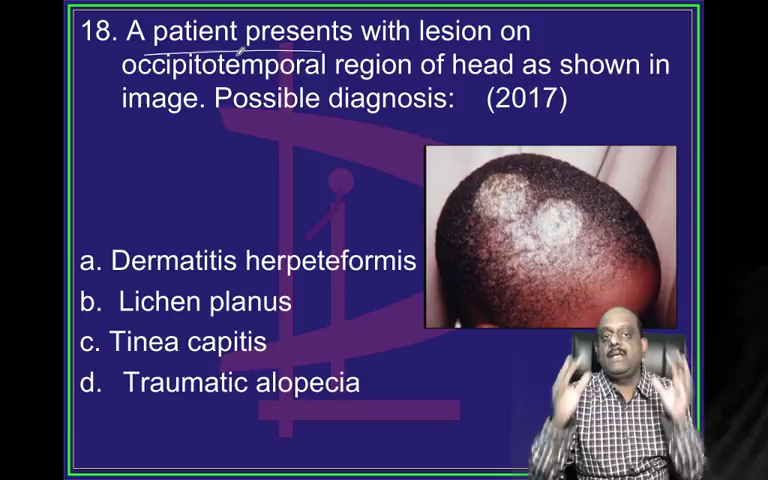 18. A patient presents with lesion on
occipitotemporal region of head as shown in
image. Possible diagnosis: (2017)
a. Dermatitis herpeteformis
b. Lichen planus
c. Tinea capitis
d. Traumatic alopecia